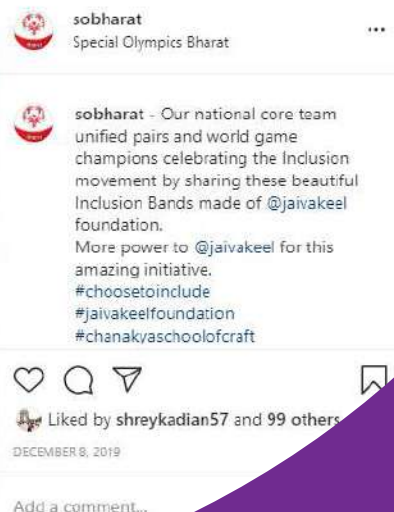 sobharat
Special Olympics Bharat
sobharat - Our national core team
unified pairs and world game
champions celebrating the Inclusion
movement by sharing these beautiful
Inclusion Bands made of @jaivakeel
foundation.
More power to @jaivakeel for this
amazing initiative.
#choosetoinclude
#jaivakeelfoundation
#chanakyaschoolofcraft
Liked by shreykadian57 and 99 others
DECEMBER 8, 2019
Add a comment...